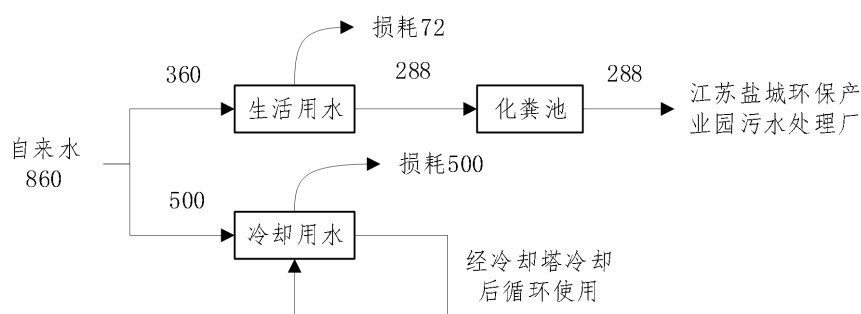 损耗72
360
288
288
生活用水
化粪池
江苏盐城环保产
业园污水处理厂
自来水
860
损耗500
500
冷却用水
经冷却塔冷却
后循环使用